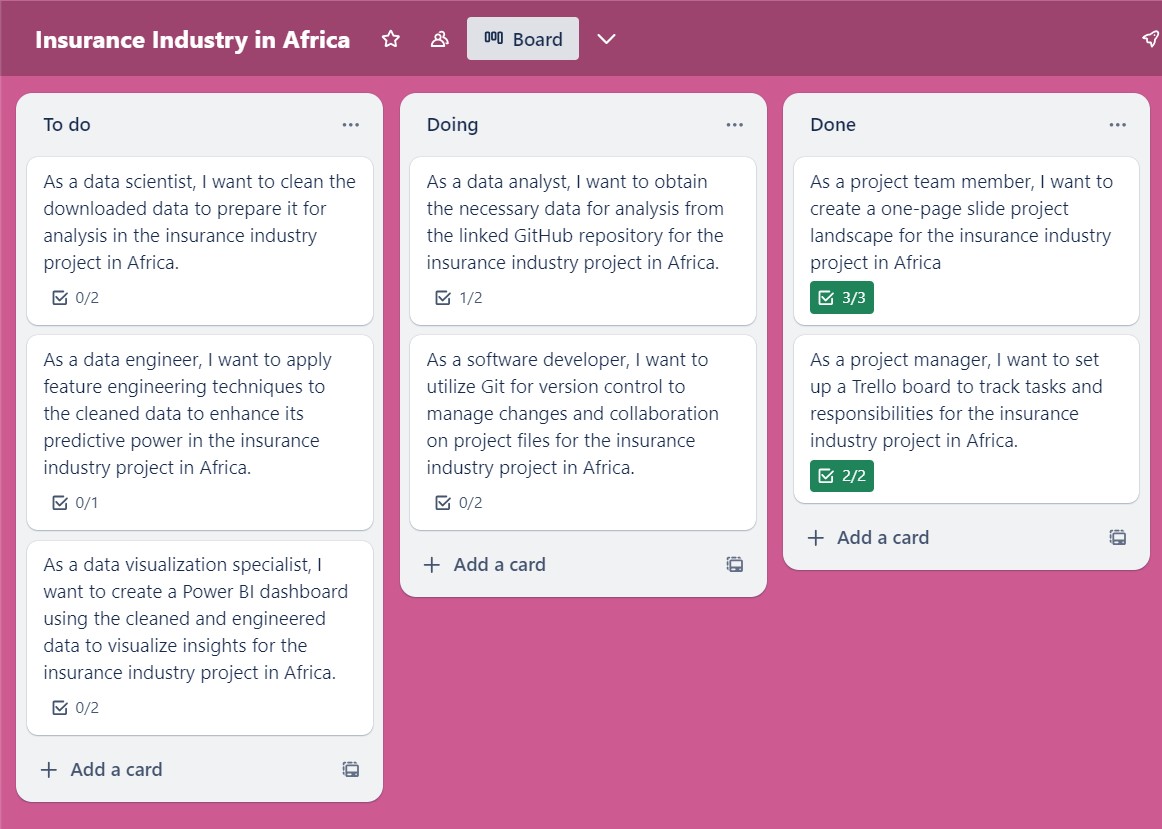 Insurance Industry in Africa
Board
To do
As a data scientist, I want to clean the
downloaded data to prepare it for
analysis in the insurance industry
project in Africa.
0/2
As a data engineer, I want to apply
feature engineering techniques to
the cleaned data to enhance its
predictive power in the insurance
industry project in Africa.
0/1
As a data visualization specialist, I
want to create a Power BI dashboard
using the cleaned and engineered
data to visualize insights for the
insurance industry project in Africa.
0/2
Add a card
Doing
As a data analyst, I want to obtain
the necessary data for analysis from
the linked GitHub repository for the
insurance industry project in Africa.
1/2
As a software developer, I want to
utilize Git for version control to
manage changes and collaboration
on project files for the insurance
industry project in Africa.
0/2
Add a card
Done
As a project team member, I want to
create a one-page slide project
landscape for the insurance industry
project in Africa
3/3
As a project manager, I want to set
up a Trello board to track tasks and
responsibilities for the insurance
industry project in Africa.
2/2
Add a card